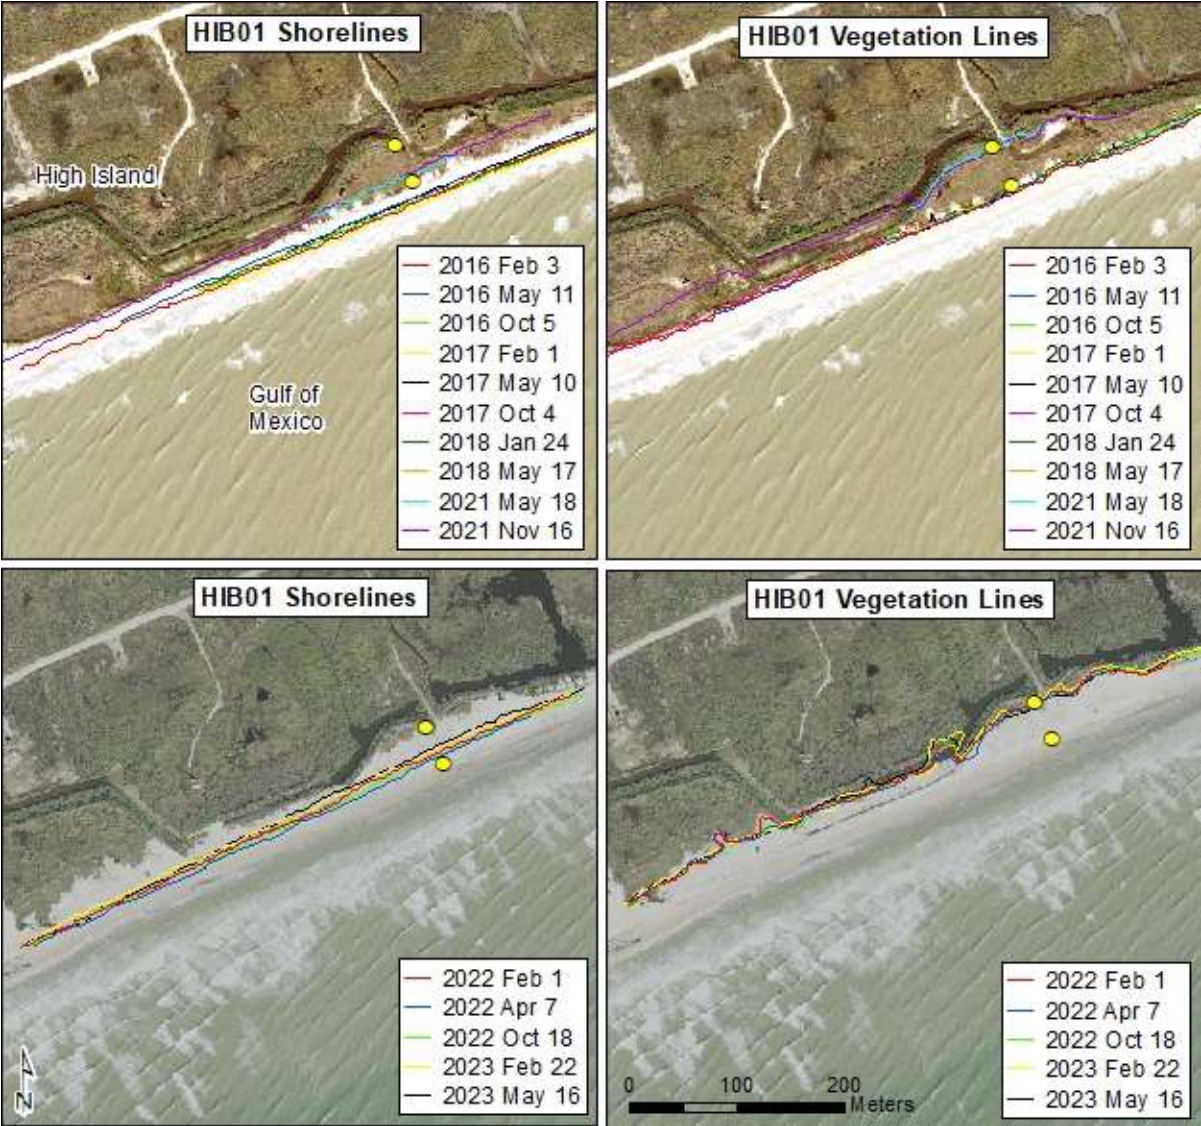 HIB01 Shorelines
High Island
Gulf of
Mexico
2016 Feb 3
2016 May 11
2016 Oct 5
2017 Feb 1
2017 May 10
2017 Oct 4
2018 Jan 24
2018 May 17
2021 May 18
2021 Nov 16
HIB01 Vegetation Lines
2016 Feb 3
2016 May 11
2016 Oct 5
2017 Feb 1
2017 May 10
2017 Oct 4
2018 Jan 24
2018 May 17
2021 May 18
2021 Nov 16
HIB01 Shorelines
2022 Feb 1
2022 Apr 7
2022 Oct 18
2023 Feb 22
2023 May 16
N
HIB01 Vegetation Lines
2022 Feb 1
2022 Apr 7
2022 Oct 18
2023 Feb 22
2023 May 16
0 100 200
Meters